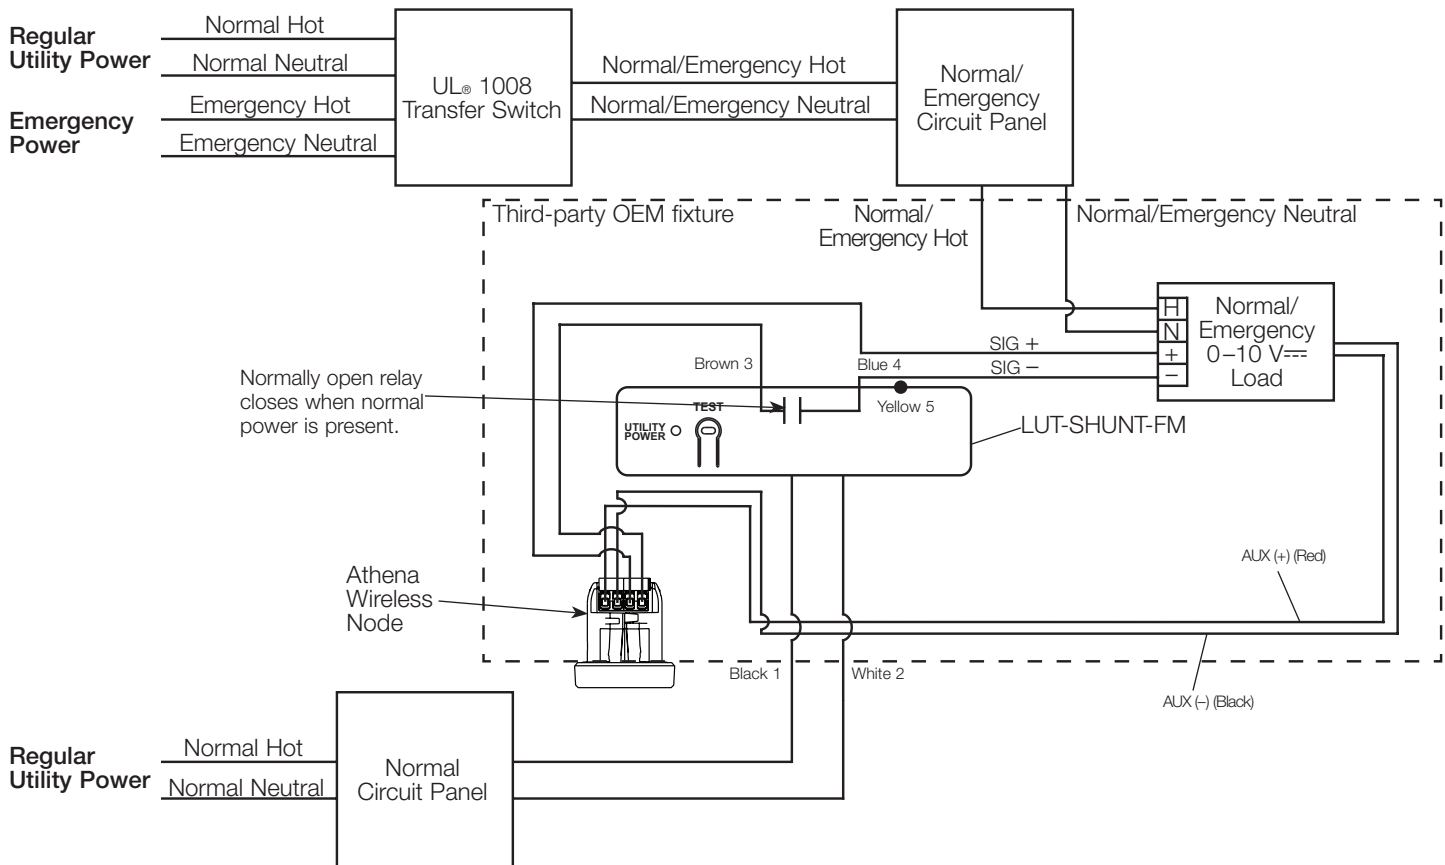 Regular
Utility Power
Normal Hot
Normal Neutral
Emergency
Power
Emergency Hot
Emergency Neutral
UL® 1008
Transfer Switch
Normal/Emergency Hot
Normal/Emergency Neutral
Normal/
Emergency
Circuit Panel
Third-party OEM fixture
Normal/
Emergency Hot
Normal/Emergency Neutral
H
N
+
−
Normal/
Emergency
0–10 V⎓
Load
SIG +
SIG −
Brown 3
Blue 4
Yellow 5
Normally open relay
closes when normal
power is present.
TEST
UTILITY
POWER
LUT-SHUNT-FM
AUX (+) (Red)
Athena
Wireless
Node
Black 1
White 2
AUX (–) (Black)
Regular
Utility Power
Normal Hot
Normal Neutral
Normal
Circuit Panel